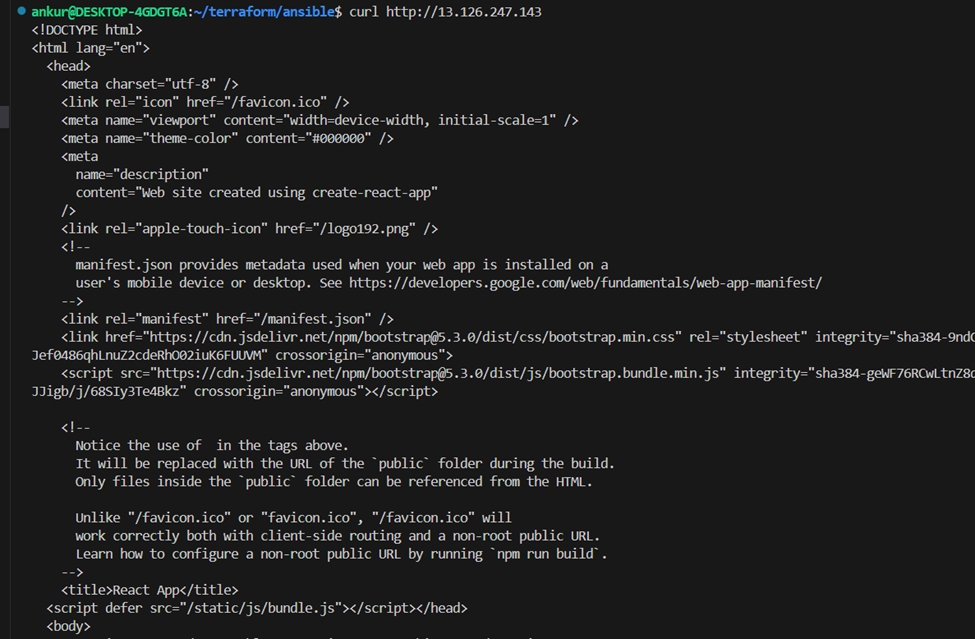 ankur@DESKTOP-4GDGT6A:~/terraform/ansible$ curl http://13.126.247.143
<!DOCTYPE html>
<html lang="en">
  <head>
    <meta charset="utf-8" />
    <link rel="icon" href="/favicon.ico" />
    <meta name="viewport" content="width=device-width, initial-scale=1" />
    <meta name="theme-color" content="#000000" />
    <meta
      name="description"
      content="Web site created using create-react-app"
    />
    <link rel="apple-touch-icon" href="/logo192.png" />
    <!--
      manifest.json provides metadata used when your web app is installed on a
      user's mobile device or desktop. See https://developers.google.com/web/fundamentals/web-app-manifest/
    -->
    <link rel="manifest" href="/manifest.json" />
    <link href="https://cdn.jsdelivr.net/npm/bootstrap@5.3.0/dist/css/bootstrap.min.css" rel="stylesheet" integrity="sha384-9nd
Jef0486qhLnuZ2cdeRhO02iuK6FUUVM" crossorigin="anonymous">
    <script src="https://cdn.jsdelivr.net/npm/bootstrap@5.3.0/dist/js/bootstrap.bundle.min.js" integrity="sha384-geWF76RCwLtnZ8
JJigb/j/68SIy3Te4Bkz" crossorigin="anonymous"></script>
    <!--
      Notice the use of  in the tags above.
      It will be replaced with the URL of the `public` folder during the build.
      Only files inside the `public` folder can be referenced from the HTML.
      Unlike "/favicon.ico" or "favicon.ico", "/favicon.ico" will
      work correctly both with client-side routing and a non-root public URL.
      Learn how to configure a non-root public URL by running `npm run build`.
    -->
    <title>React App</title>
  <script defer src="/static/js/bundle.js"></script></head>
  <body>